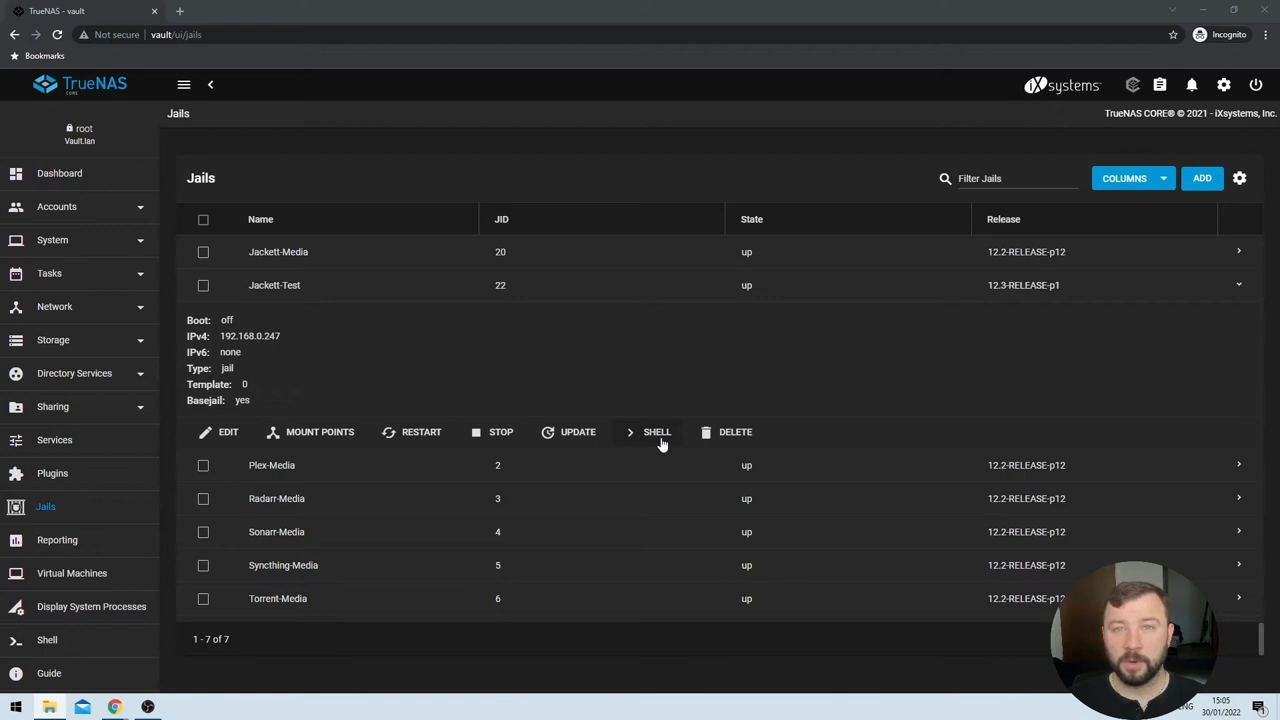 TrueNAS - vault
Incognito
Not secure vault/ui/jails
Bookmarks
TrueNAS
CORE
iXsystems
root
Vault.lan
Jails
TrueNAS CORE® © 2021 - iXsystems, Inc.
Dashboard
Accounts
System
Tasks
Network
Storage
Directory Services
Sharing
Services
Plugins
Jails
Reporting
Virtual Machines
Display System Processes
Shell
Guide
Jails
Filter Jails
COLUMNS
ADD
Name JID State Release
Jackett-Media 20 up 12.2-RELEASE-p12
Jackett-Test 22 up 12.3-RELEASE-p1
Boot: off
IPv4: 192.168.0.247
IPv6: none
Type: jail
Template: 0
Basejail: yes
EDIT MOUNT POINTS RESTART STOP UPDATE SHELL DELETE
Plex-Media 2 up 12.2-RELEASE-p12
Radarr-Media 3 up 12.2-RELEASE-p12
Sonarr-Media 4 up 12.2-RELEASE-p12
Syncthing-Media 5 up 12.2-RELEASE-p12
Torrent-Media 6 up 12.2-RELEASE-p12
1 - 7 of 7
15:05
30/01/2022